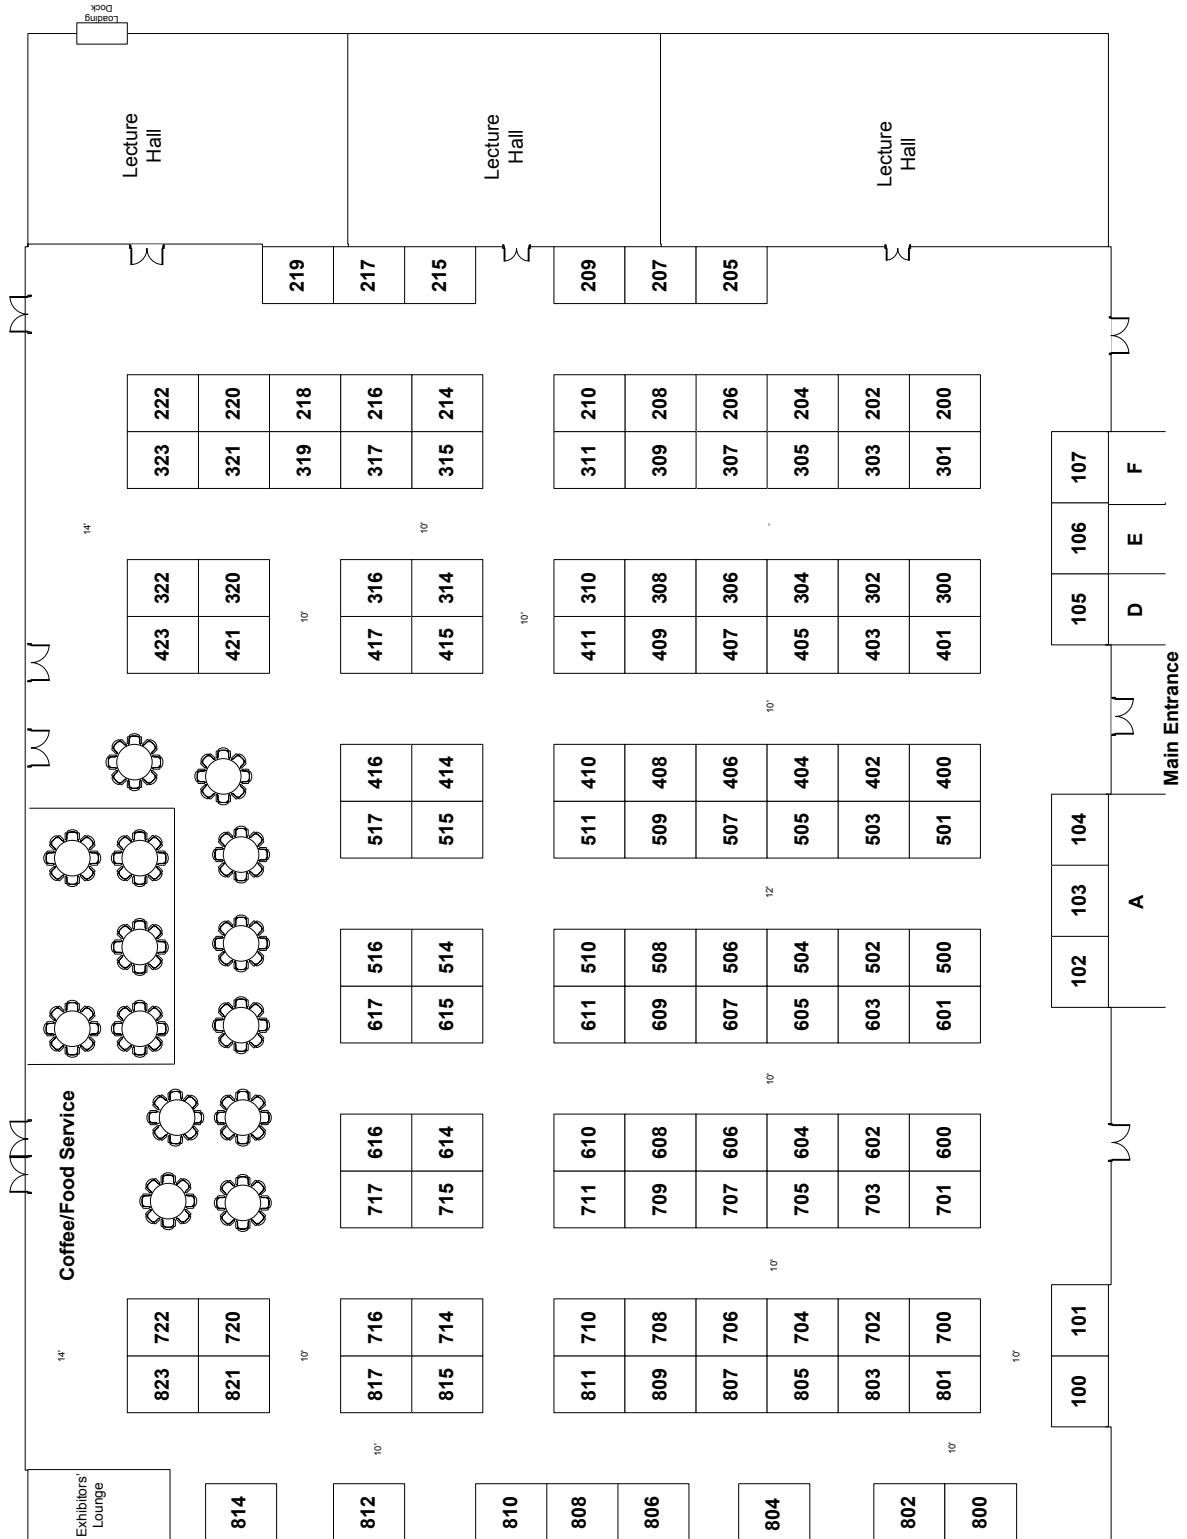 Loading
Dock
Lecture
Hall
Lecture
Hall
Lecture
Hall
219 217 215 209 207 205
222 220 218 216 214 210 208 206 204 202 200
323 321 319 317 315 311 309 307 305 303 301
107 F
14' 10'
106 E
322 320 316 314 310 308 306 304 302 300
105 D
10' 10'
423 421 417 415 411 409 407 405 403 401
10'
Main Entrance
416 414 410 408 406 404 402 400
517 515 511 509 507 505 503 501
104
12'
103 A
516 514 510 508 506 504 502 500
102
617 615 611 609 607 605 603 601
10'
Coffee/Food Service
616 614 610 608 606 604 602 600
717 715 711 709 707 705 703 701
10'
722 720 716 714 710 708 706 704 702 700
101
14' 10' 10'
823 821 817 815 811 809 807 805 803 801
100
10' 10'
Exhibitors'
Lounge
814 812 810 808 806 804 802 800